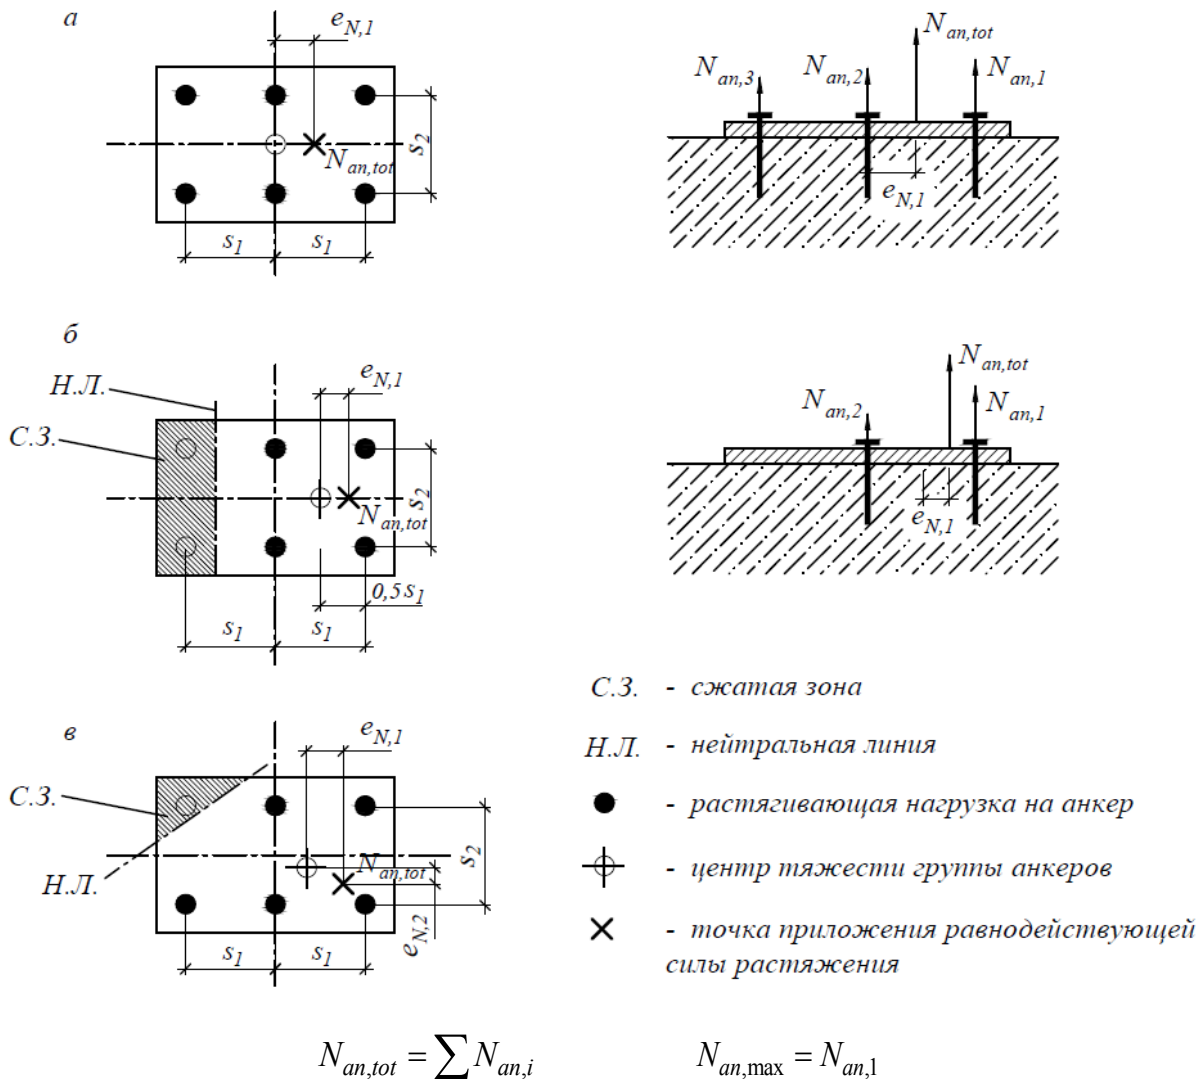 а
e_{N,1}
N_{an,tot}
s_2
s_1 s_1
N_{an,tot}
N_{an,3} N_{an,2} N_{an,1}
e_{N,1}
б
Н.Л.
С.З.
e_{N,1}
N_{an,tot}
s_2
0,5s_1
s_1 s_1
N_{an,tot}
N_{an,2} N_{an,1}
e_{N,1}
в
С.З.
Н.Л.
e_{N,1}
N_{an,tot}
s_2
e_{N,2}
s_1 s_1
С.З. - сжатая зона
Н.Л. - нейтральная линия
- растягивающая нагрузка на анкер
- центр тяжести группы анкеров
- точка приложения равнодействующей
силы растяжения
N_{an,tot} = ∑ N_{an,i} N_{an,max} = N_{an,1}